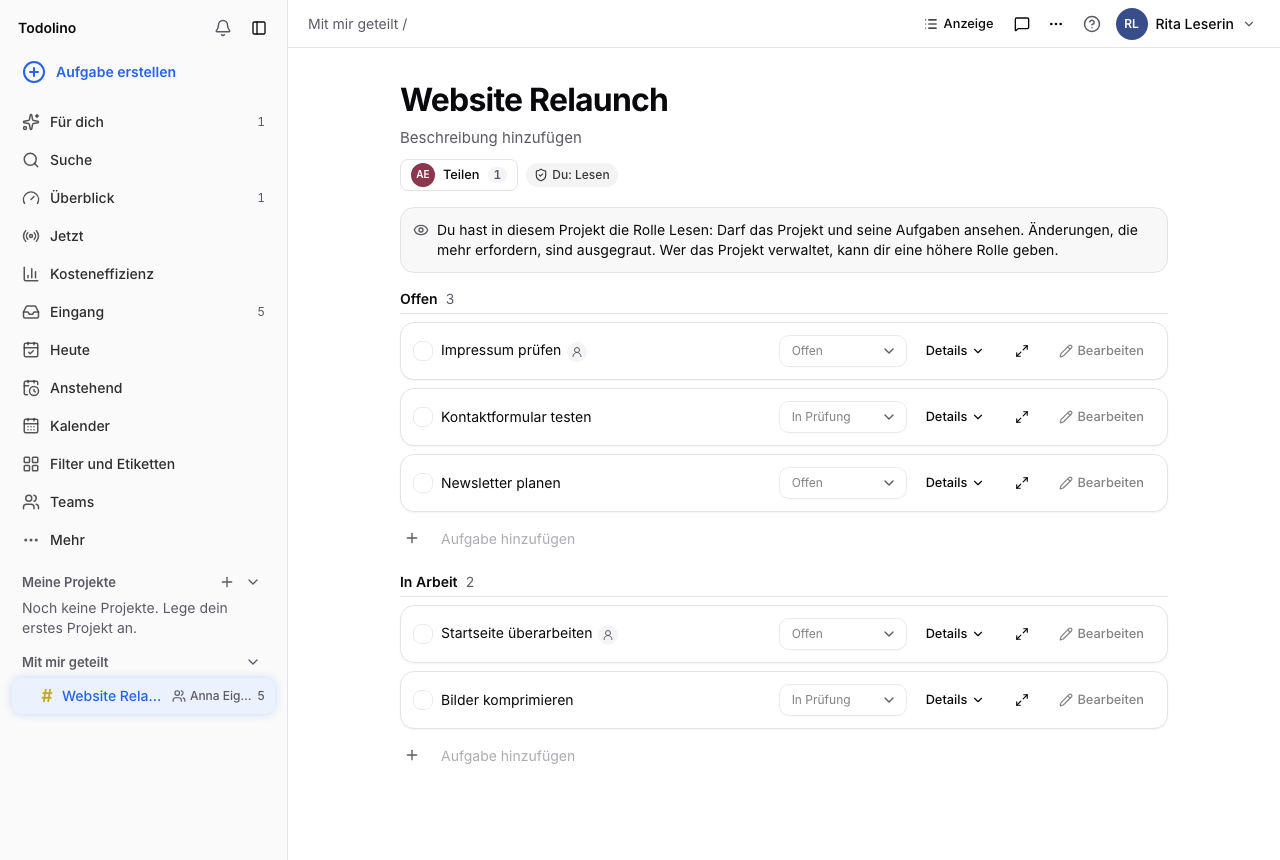 Todolino
Aufgabe erstellen
Für dich 1
Suche
Überblick 1
Jetzt
Kosteneffizienz
Eingang 5
Heute
Anstehend
Kalender
Filter und Etiketten
Teams
Mehr
Meine Projekte
Noch keine Projekte. Lege dein
erstes Projekt an.
Mit mir geteilt
# Website Rela... Anna Eig... 5
Mit mir geteilt /
Anzeige
RL Rita Leserin
Website Relaunch
Beschreibung hinzufügen
AE Teilen 1 Du: Lesen
Du hast in diesem Projekt die Rolle Lesen: Darf das Projekt und seine Aufgaben ansehen. Änderungen, die
mehr erfordern, sind ausgegraut. Wer das Projekt verwaltet, kann dir eine höhere Rolle geben.
Offen 3
Impressum prüfen Offen Details Bearbeiten
Kontaktformular testen In Prüfung Details Bearbeiten
Newsletter planen Offen Details Bearbeiten
Aufgabe hinzufügen
In Arbeit 2
Startseite überarbeiten Offen Details Bearbeiten
Bilder komprimieren In Prüfung Details Bearbeiten
Aufgabe hinzufügen